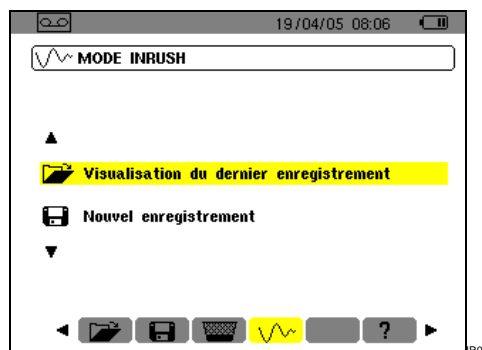 19/04/05 08:06
MODE INRUSH
Visualisation du dernier enregistrement
Nouvel enregistrement
?